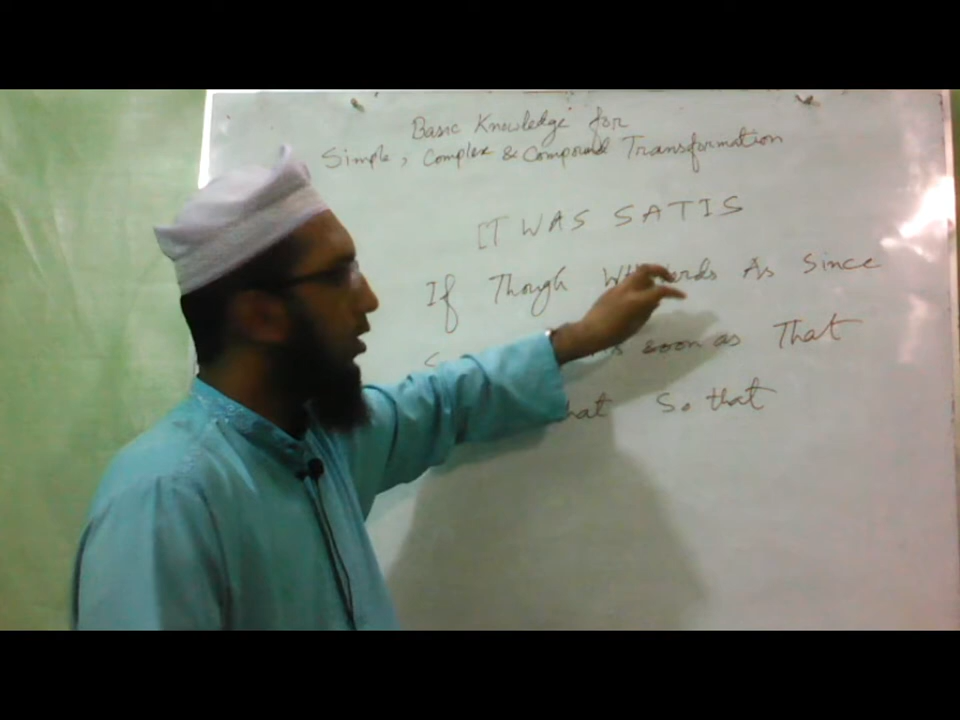 Basic Knowledge for
Simple, Complex & Compound Transformation
IT WAS SATIS
If Though As Since
soon as That
So that